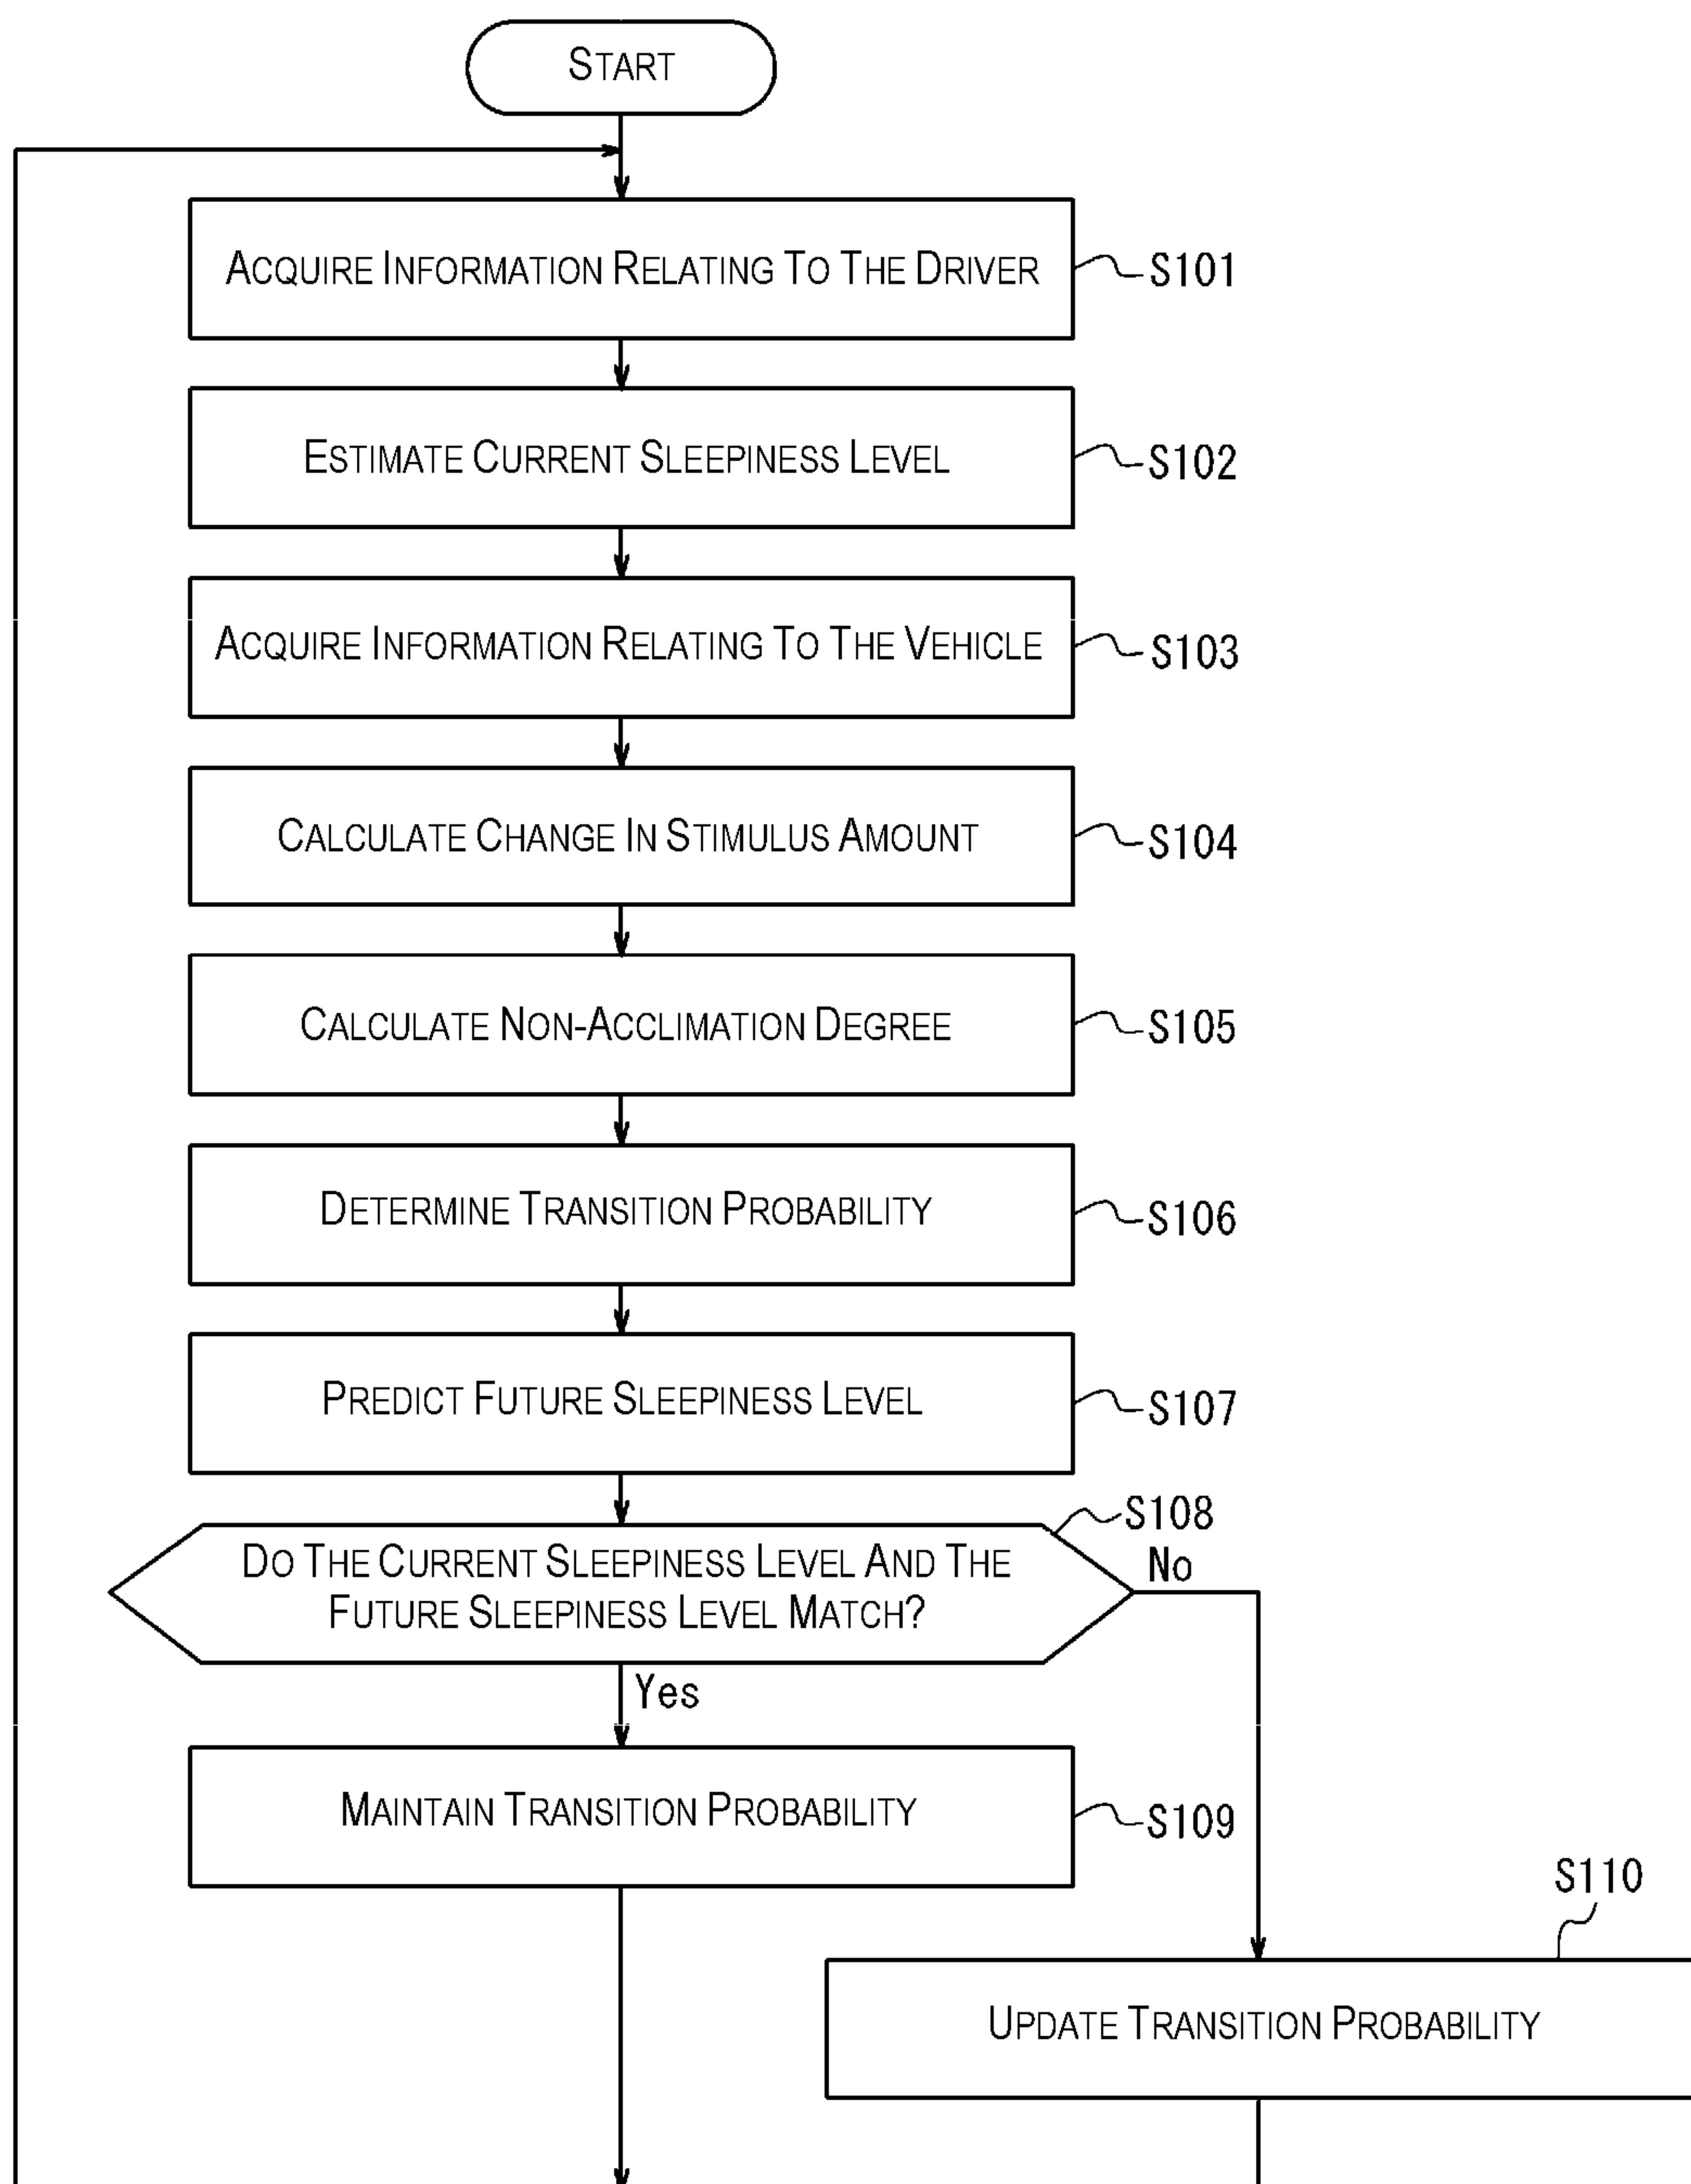 START
ACQUIRE INFORMATION RELATING TO THE DRIVER
S101
ESTIMATE CURRENT SLEEPINESS LEVEL
S102
ACQUIRE INFORMATION RELATING TO THE VEHICLE
S103
CALCULATE CHANGE IN STIMULUS AMOUNT
S104
CALCULATE NON-ACCLIMATION DEGREE
S105
DETERMINE TRANSITION PROBABILITY
S106
PREDICT FUTURE SLEEPINESS LEVEL
S107
S108
DO THE CURRENT SLEEPINESS LEVEL AND THE
FUTURE SLEEPINESS LEVEL MATCH?
No
Yes
MAINTAIN TRANSITION PROBABILITY
S109
S110
UPDATE TRANSITION PROBABILITY